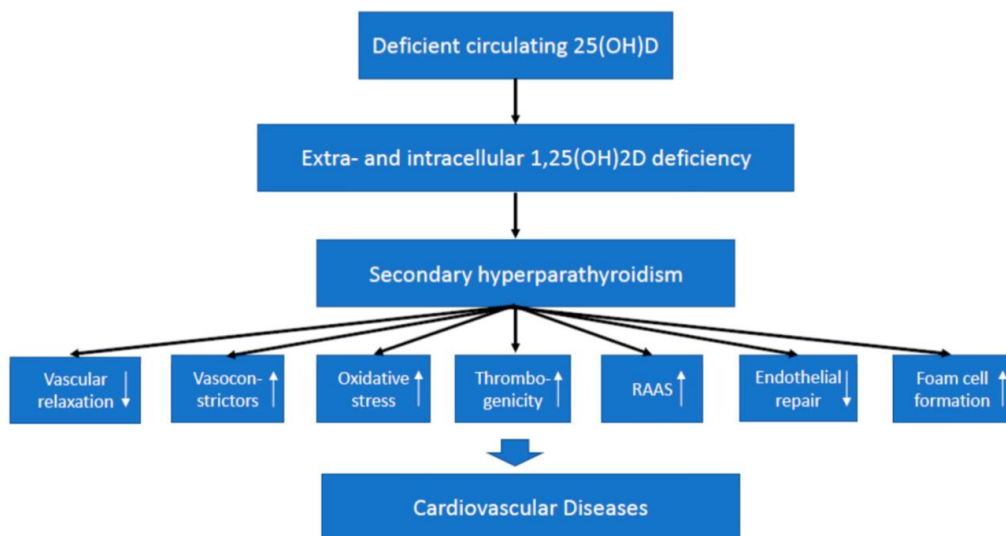 Deficient circulating 25(OH)D
Extra- and intracellular 1,25(OH)2D deficiency
Secondary hyperparathyroidism
Vascular
relaxation
Vasocon-
strictors
Oxidative
stress
Thrombo-
genicity
RAAS
Endothelial
repair
Foam cell
formation
Cardiovascular Diseases